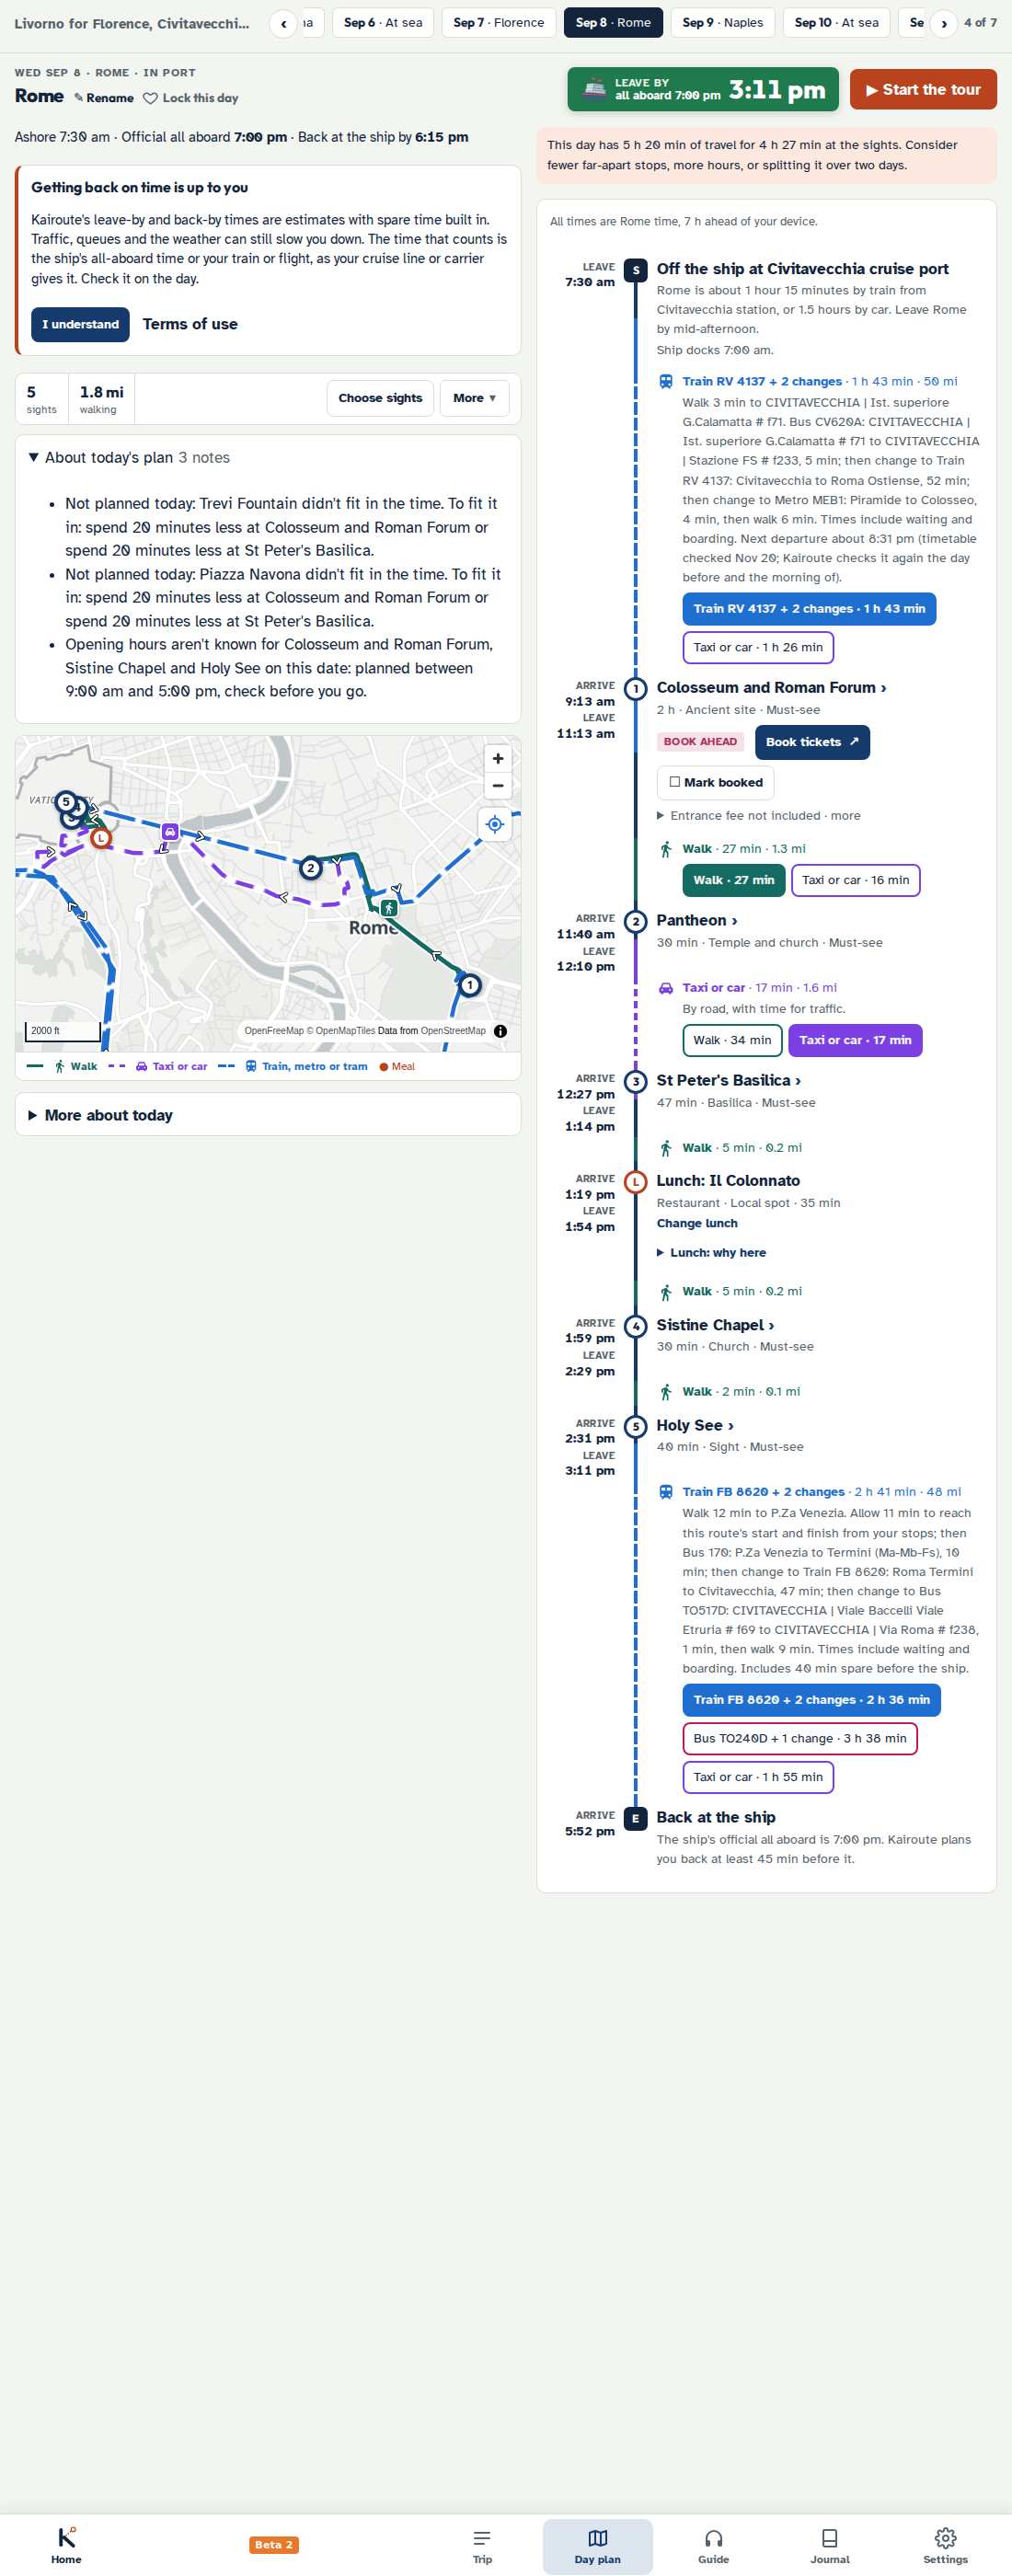 Livorno for Florence, Civitavecchi...
‹
na
Sep 6 · At sea
Sep 7 · Florence
Sep 8 · Rome
Sep 9 · Naples
Sep 10 · At sea
Se
›
4 of 7
WED SEP 8 · ROME · IN PORT
Rome ✎ Rename Lock this day
LEAVE BY
all aboard 7:00 pm
3:11 pm
▶ Start the tour
Ashore 7:30 am · Official all aboard 7:00 pm · Back at the ship by 6:15 pm
Getting back on time is up to you
Kairoute's leave-by and back-by times are estimates with spare time built in.
Traffic, queues and the weather can still slow you down. The time that counts is
the ship's all-aboard time or your train or flight, as your cruise line or carrier
gives it. Check it on the day.
I understand
Terms of use
5
sights
1.8 mi
walking
Choose sights
More ▼
▼ About today's plan 3 notes
• Not planned today: Trevi Fountain didn't fit in the time. To fit it
in: spend 20 minutes less at Colosseum and Roman Forum or
spend 20 minutes less at St Peter's Basilica.
• Not planned today: Piazza Navona didn't fit in the time. To fit it
in: spend 20 minutes less at Colosseum and Roman Forum or
spend 20 minutes less at St Peter's Basilica.
• Opening hours aren't known for Colosseum and Roman Forum,
Sistine Chapel and Holy See on this date: planned between
9:00 am and 5:00 pm, check before you go.
5
L
2
Rome
1
+
−
2000 ft
OpenFreeMap © OpenMapTiles Data from OpenStreetMap
Walk
Taxi or car
Train, metro or tram
Meal
▶ More about today
This day has 5 h 20 min of travel for 4 h 27 min at the sights. Consider
fewer far-apart stops, more hours, or splitting it over two days.
All times are Rome time, 7 h ahead of your device.
LEAVE
7:30 am
S
Off the ship at Civitavecchia cruise port
Rome is about 1 hour 15 minutes by train from
Civitavecchia station, or 1.5 hours by car. Leave Rome
by mid-afternoon.
Ship docks 7:00 am.
Train RV 4137 + 2 changes · 1 h 43 min · 50 mi
Walk 3 min to CIVITAVECCHIA | Ist. superiore
G.Calamatta # f71. Bus CV620A: CIVITAVECCHIA |
Ist. superiore G.Calamatta # f71 to CIVITAVECCHIA
| Stazione FS # f233, 5 min; then change to Train
RV 4137: Civitavecchia to Roma Ostiense, 52 min;
then change to Metro MEB1: Piramide to Colosseo,
4 min, then walk 6 min. Times include waiting and
boarding. Next departure about 8:31 pm (timetable
checked Nov 20; Kairoute checks it again the day
before and the morning of).
Train RV 4137 + 2 changes · 1 h 43 min
Taxi or car · 1 h 26 min
ARRIVE
9:13 am
LEAVE
11:13 am
1
Colosseum and Roman Forum ›
2 h · Ancient site · Must-see
BOOK AHEAD
Book tickets ↗
☐ Mark booked
▶ Entrance fee not included · more
Walk · 27 min · 1.3 mi
Walk · 27 min
Taxi or car · 16 min
ARRIVE
11:40 am
LEAVE
12:10 pm
2
Pantheon ›
30 min · Temple and church · Must-see
Taxi or car · 17 min · 1.6 mi
By road, with time for traffic.
Walk · 34 min
Taxi or car · 17 min
ARRIVE
12:27 pm
LEAVE
1:14 pm
3
St Peter's Basilica ›
47 min · Basilica · Must-see
Walk · 5 min · 0.2 mi
ARRIVE
1:19 pm
LEAVE
1:54 pm
L
Lunch: Il Colonnato
Restaurant · Local spot · 35 min
Change lunch
▶ Lunch: why here
Walk · 5 min · 0.2 mi
ARRIVE
1:59 pm
LEAVE
2:29 pm
4
Sistine Chapel ›
30 min · Church · Must-see
Walk · 2 min · 0.1 mi
ARRIVE
2:31 pm
LEAVE
3:11 pm
5
Holy See ›
40 min · Sight · Must-see
Train FB 8620 + 2 changes · 2 h 41 min · 48 mi
Walk 12 min to P.Za Venezia. Allow 11 min to reach
this route's start and finish from your stops; then
Bus 170: P.Za Venezia to Termini (Ma-Mb-Fs), 10
min; then change to Train FB 8620: Roma Termini
to Civitavecchia, 47 min; then change to Bus
TO517D: CIVITAVECCHIA | Viale Baccelli Viale
Etruria # f69 to CIVITAVECCHIA | Via Roma # f238,
1 min, then walk 9 min. Times include waiting and
boarding. Includes 40 min spare before the ship.
Train FB 8620 + 2 changes · 2 h 36 min
Bus TO240D + 1 change · 3 h 38 min
Taxi or car · 1 h 55 min
ARRIVE
5:52 pm
E
Back at the ship
The ship's official all aboard is 7:00 pm. Kairoute plans
you back at least 45 min before it.
Home
Beta 2
Trip
Day plan
Guide
Journal
Settings